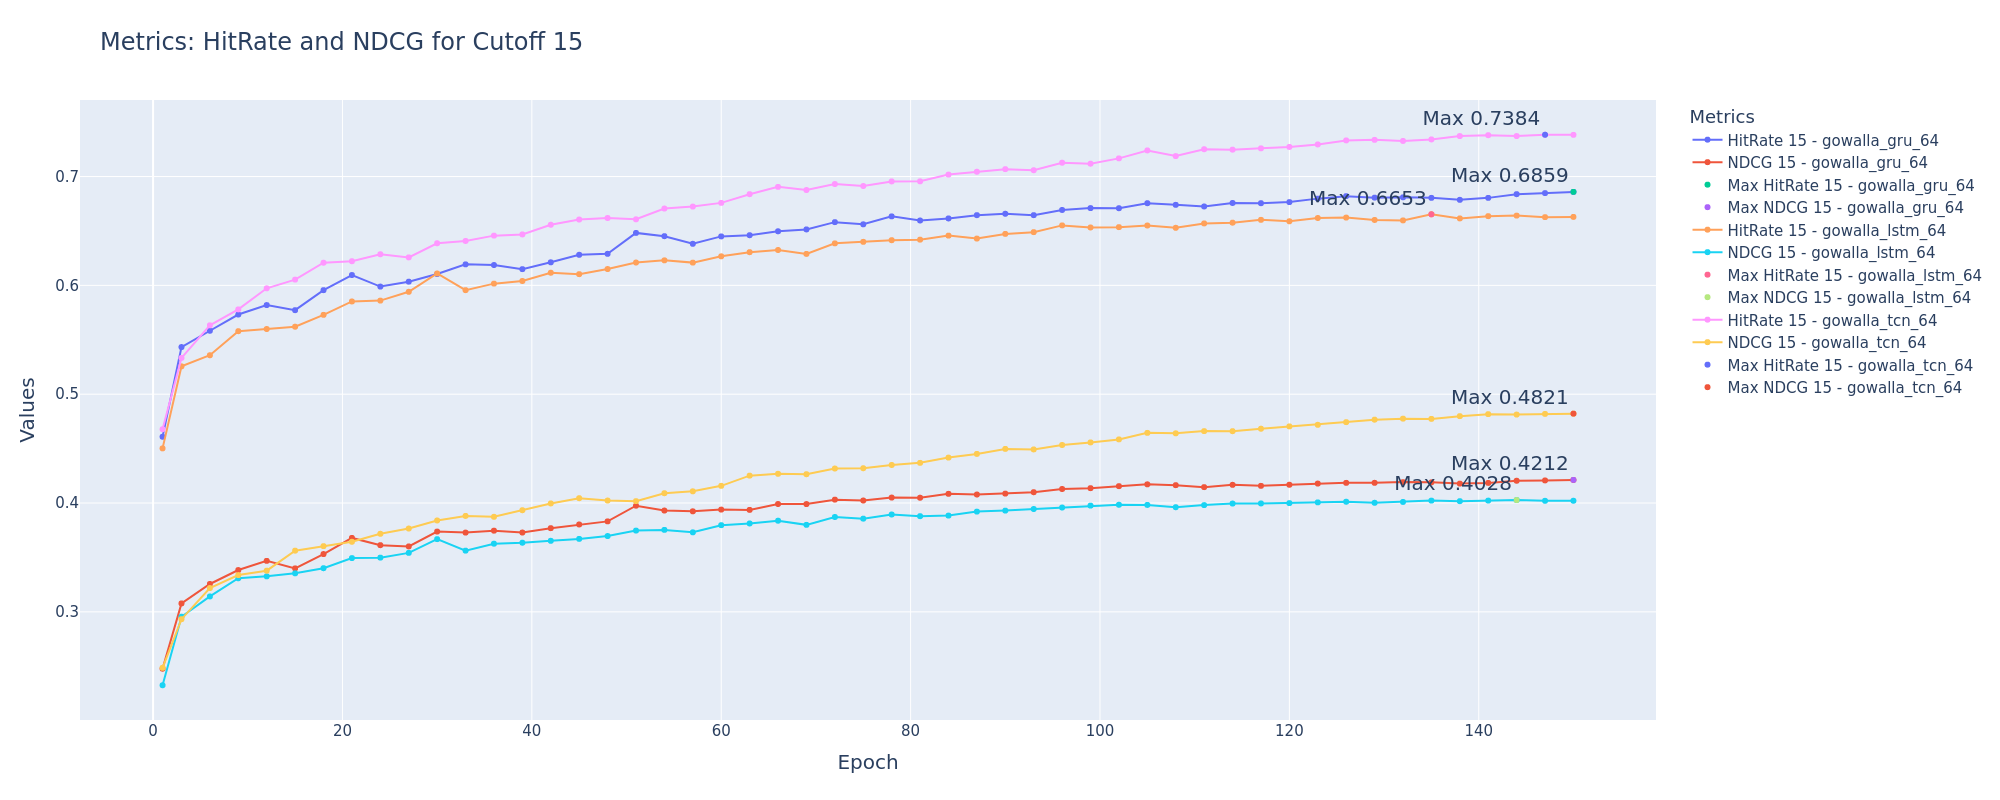 Metrics: HitRate and NDCG for Cutoff 15
Values
0.7
0.6
0.5
0.4
0.3
Max 0.7384
Max 0.6859
Max 0.6653
Max 0.4821
Max 0.4212
Max 0.4028
0
20
40
60
80
100
120
140
Epoch
Metrics
HitRate 15 - gowalla_gru_64
NDCG 15 - gowalla_gru_64
Max HitRate 15 - gowalla_gru_64
Max NDCG 15 - gowalla_gru_64
HitRate 15 - gowalla_lstm_64
NDCG 15 - gowalla_lstm_64
Max HitRate 15 - gowalla_lstm_64
Max NDCG 15 - gowalla_lstm_64
HitRate 15 - gowalla_tcn_64
NDCG 15 - gowalla_tcn_64
Max HitRate 15 - gowalla_tcn_64
Max NDCG 15 - gowalla_tcn_64